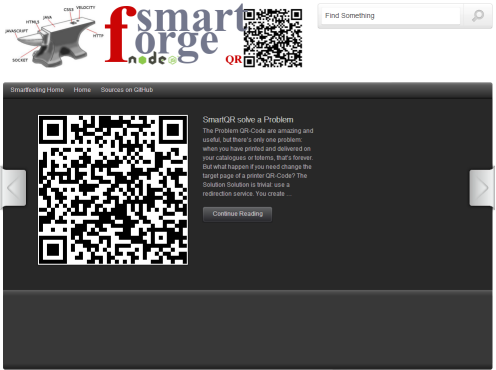 smart
forge
node
QR
JAVASCRIPT
HTML5
JAVA
CSS3
VELOCITY
HTTP
SOCKET
Find Something
Smartfeeling Home
Home
Sources on GitHub
SmartQR solve a Problem
The Problem QR-Code are amazing and
useful, but there's only one problem:
when you have printed and delivered on
your catalogues or totems, that's forever.
But what happen if you need change the
target page of a printer QR-Code? The
Solution Solution is trivial: use a
redirection service. You create ...
Continue Reading